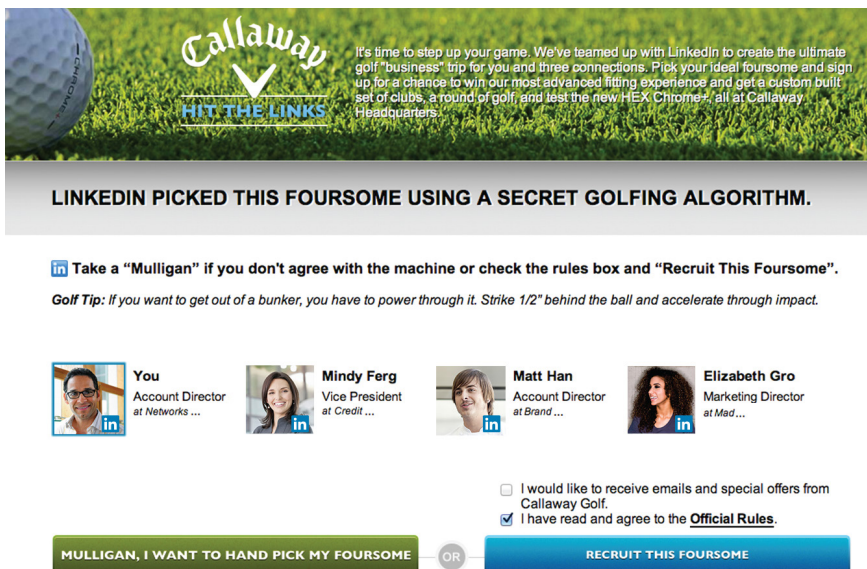 Callaway
HIT THE LINKS
It's time to step up your game. We've teamed up with LinkedIn to create the ultimate
golf "business" trip for you and three connections. Pick your ideal foursome and sign
up for a chance to win our most advanced fitting experience and get a custom built
set of clubs, a round of golf, and test the new HEX Chrome+, all at Callaway
Headquarters.
CHROME
LINKEDIN PICKED THIS FOURSOME USING A SECRET GOLFING ALGORITHM.
in Take a “Mulligan” if you don't agree with the machine or check the rules box and “Recruit This Foursome”.
Golf Tip: If you want to get out of a bunker, you have to power through it. Strike 1/2” behind the ball and accelerate through impact.
in
You
Account Director
at Networks ...
in
Mindy Ferg
Vice President
at Credit ...
in
Matt Han
Account Director
at Brand ...
in
Elizabeth Gro
Marketing Director
at Mad ...
I would like to receive emails and special offers from
Callaway Golf.
I have read and agree to the Official Rules.
MULLIGAN, I WANT TO HAND PICK MY FOURSOME
OR
RECRUIT THIS FOURSOME